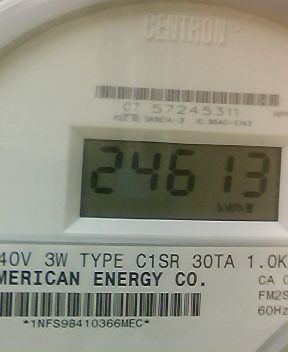 CENTRON
07 57245311
24613
kWh
40V 3W TYPE C1SR 30TA 1.0K
MERICAN ENERGY CO.
CA 0
FM2S
60Hz
*1NFS98410366MEC*